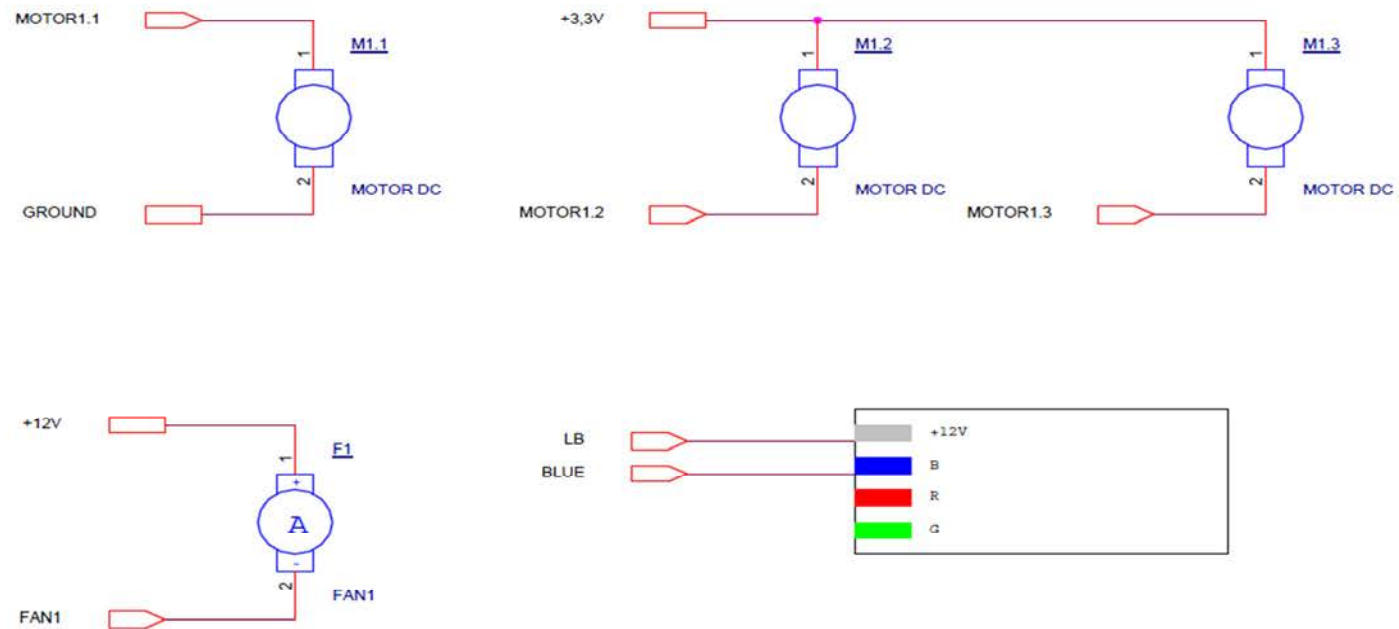 MOTOR1.1
1
M1.1
2
MOTOR DC
GROUND
+3,3V
1
M1.2
2
MOTOR DC
MOTOR1.2
1
M1.3
2
MOTOR DC
MOTOR1.3
+12V
1
F1
+
A
-
2
FAN1
FAN1
LB
BLUE
+12V
B
R
G